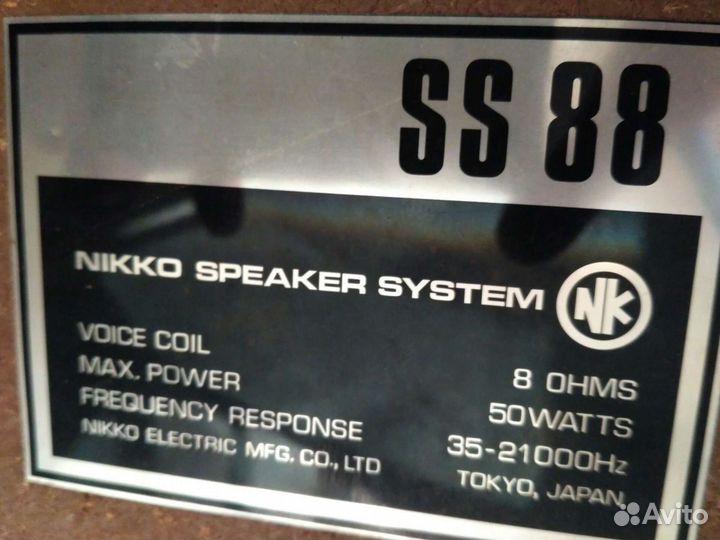 SS 88
NIKKO SPEAKER SYSTEM NK
VOICE COIL 8 OHMS
MAX. POWER 50WATTS
FREQUENCY RESPONSE 35-21000Hz
NIKKO ELECTRIC MFG. CO., LTD TOKYO, JAPAN.
Avito